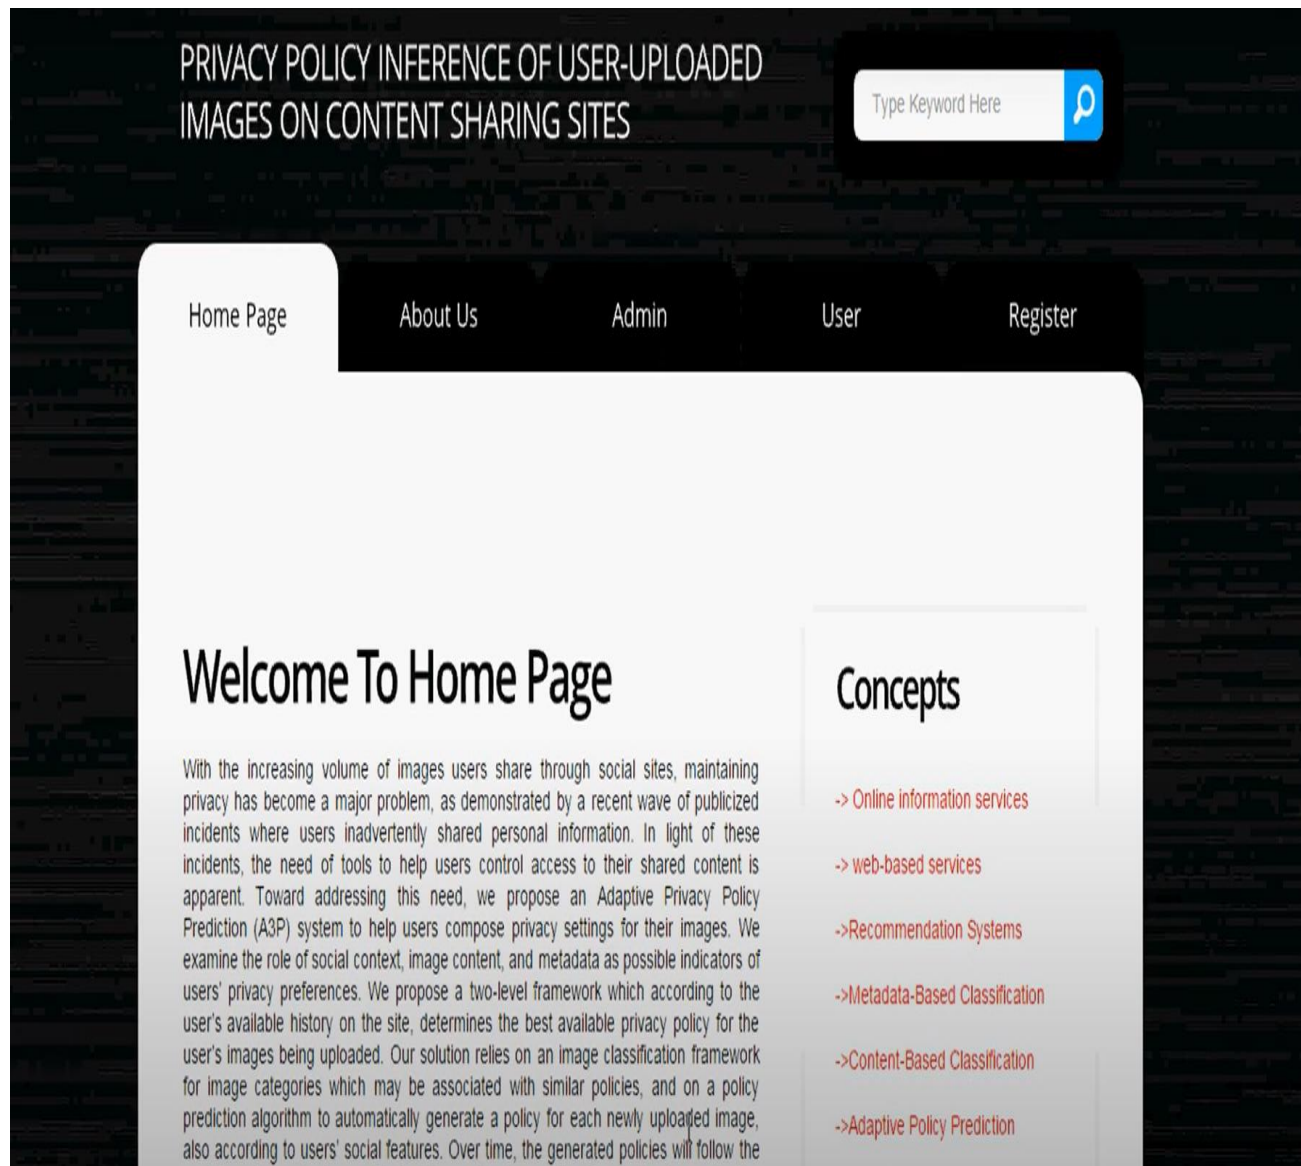 PRIVACY POLICY INFERENCE OF USER-UPLOADED
IMAGES ON CONTENT SHARING SITES
Type Keyword Here
Home Page
About Us
Admin
User
Register
Welcome To Home Page
With the increasing volume of images users share through social sites, maintaining
privacy has become a major problem, as demonstrated by a recent wave of publicized
incidents where users inadvertently shared personal information. In light of these
incidents, the need of tools to help users control access to their shared content is
apparent. Toward addressing this need, we propose an Adaptive Privacy Policy
Prediction (A3P) system to help users compose privacy settings for their images. We
examine the role of social context, image content, and metadata as possible indicators of
users' privacy preferences. We propose a two-level framework which according to the
user's available history on the site, determines the best available privacy policy for the
user's images being uploaded. Our solution relies on an image classification framework
for image categories which may be associated with similar policies, and on a policy
prediction algorithm to automatically generate a policy for each newly uploaded image,
also according to users' social features. Over time, the generated policies will follow the
Concepts
-> Online information services
-> web-based services
->Recommendation Systems
->Metadata-Based Classification
->Content-Based Classification
->Adaptive Policy Prediction